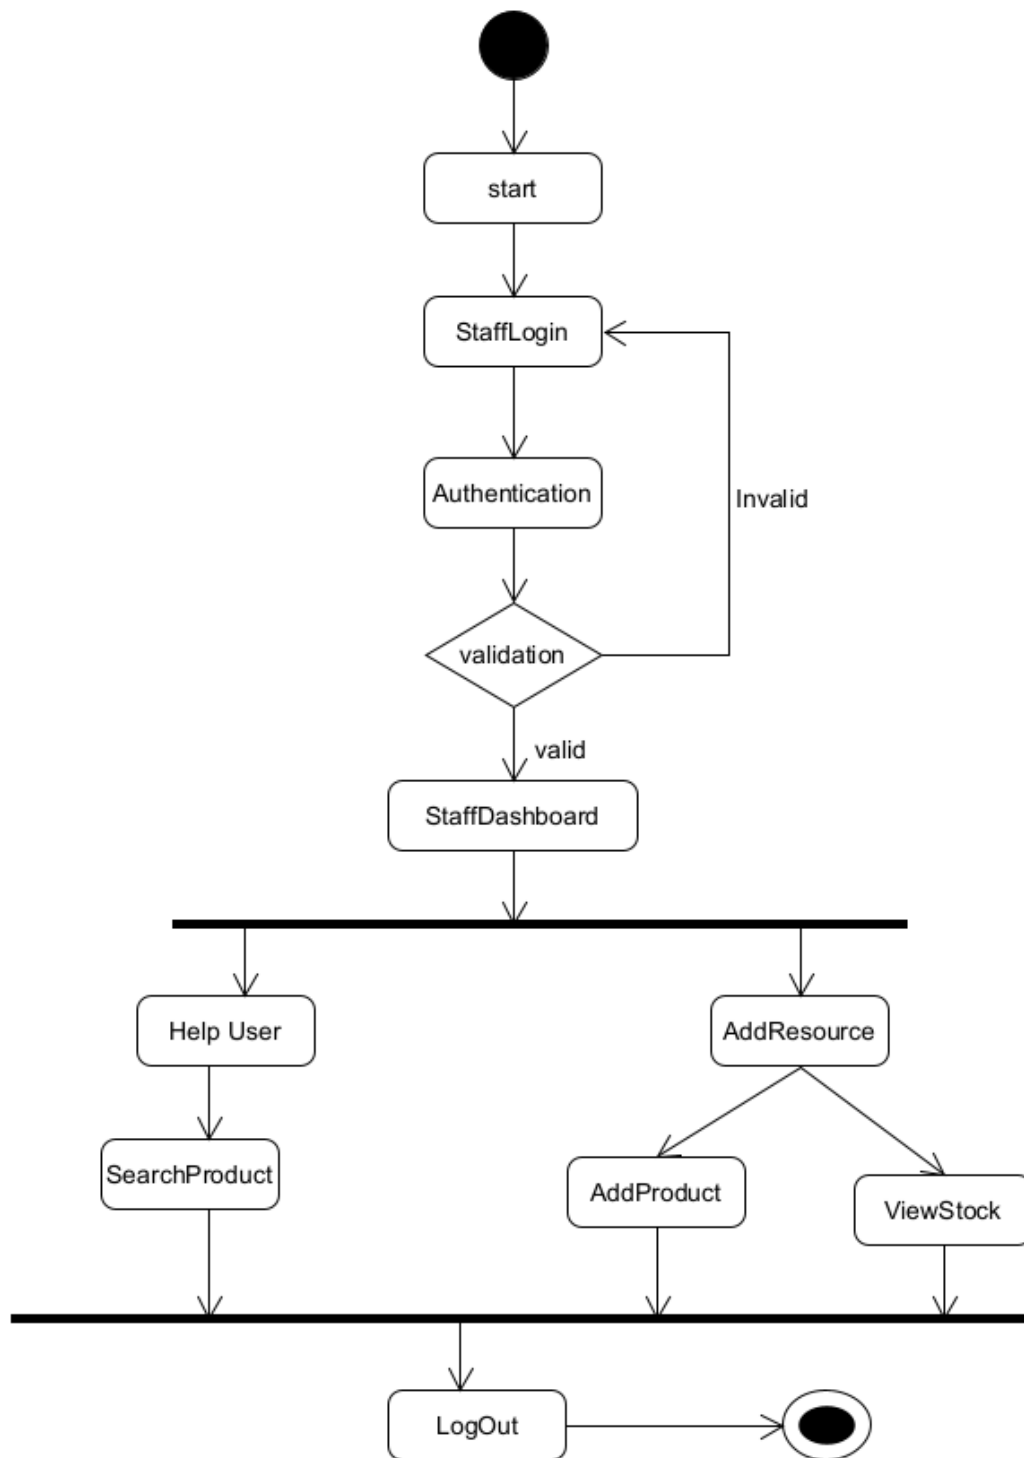 start
StaffLogin
Authentication
Invalid
validation
valid
StaffDashboard
Help User
AddResource
SearchProduct
AddProduct
ViewStock
LogOut